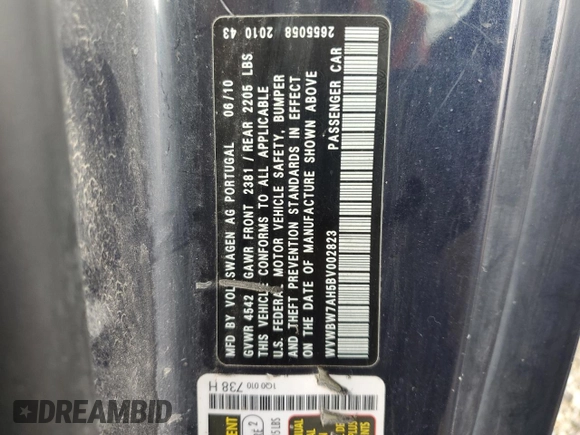 2655058 2010 43
MFD BY VOLKSWAGEN AG PORTUGAL 06/10
GVWR 4542 GAWR FRONT 2381 / REAR 2205 LBS
THIS VEHICLE CONFORMS TO ALL APPLICABLE
U.S. FEDERAL MOTOR VEHICLE SAFETY, BUMPER
AND THEFT PREVENTION STANDARDS IN EFFECT
ON THE DATE OF MANUFACTURE SHOWN ABOVE
PASSENGER CAR
WVWBW7AH5BV002823
1Q0 010 738 H
DREAMBID